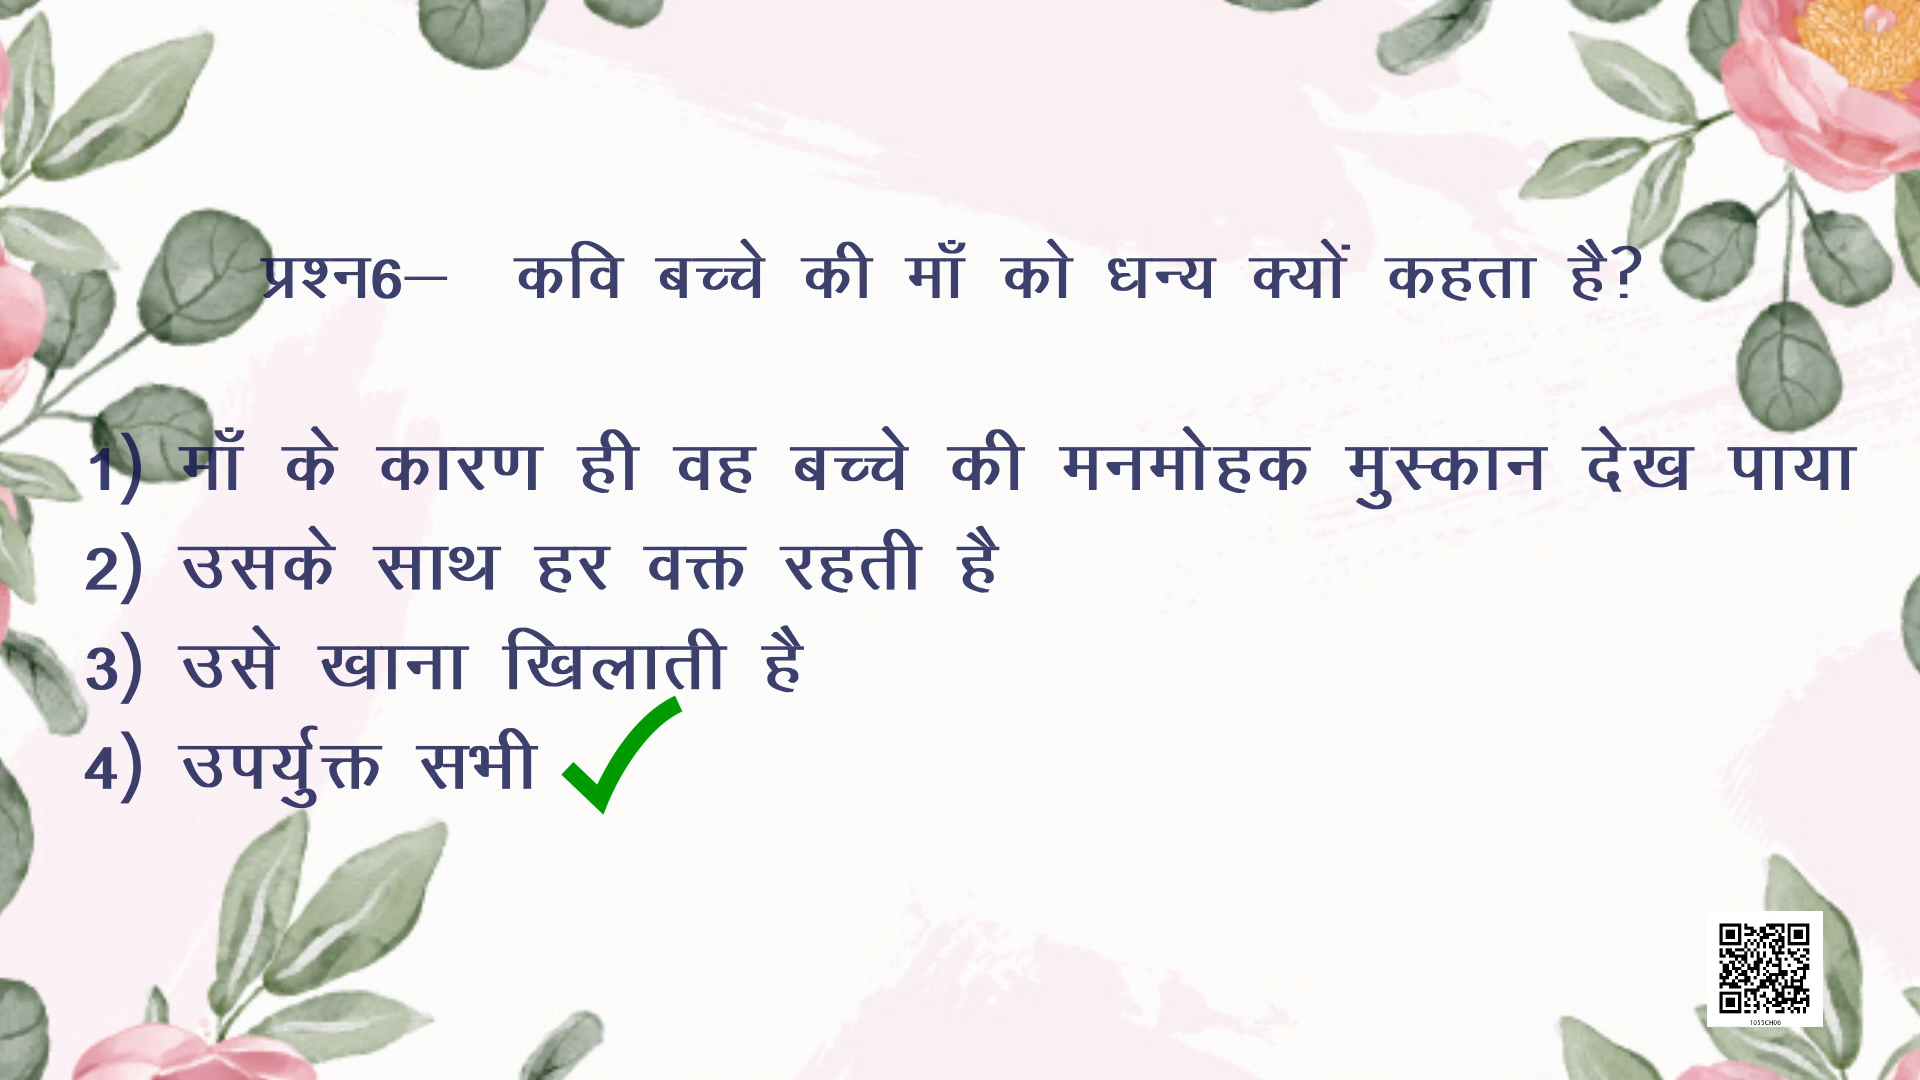 प्रश्न6– कवि बच्चे की माँ को धन्य क्यों कहता है?
1) माँ के कारण ही वह बच्चे की मनमोहक मुस्कान देख पाया
2) उसके साथ हर वक्त रहती है
3) उसे खाना खिलाती है
4) उपर्युक्त सभी
1055CH06